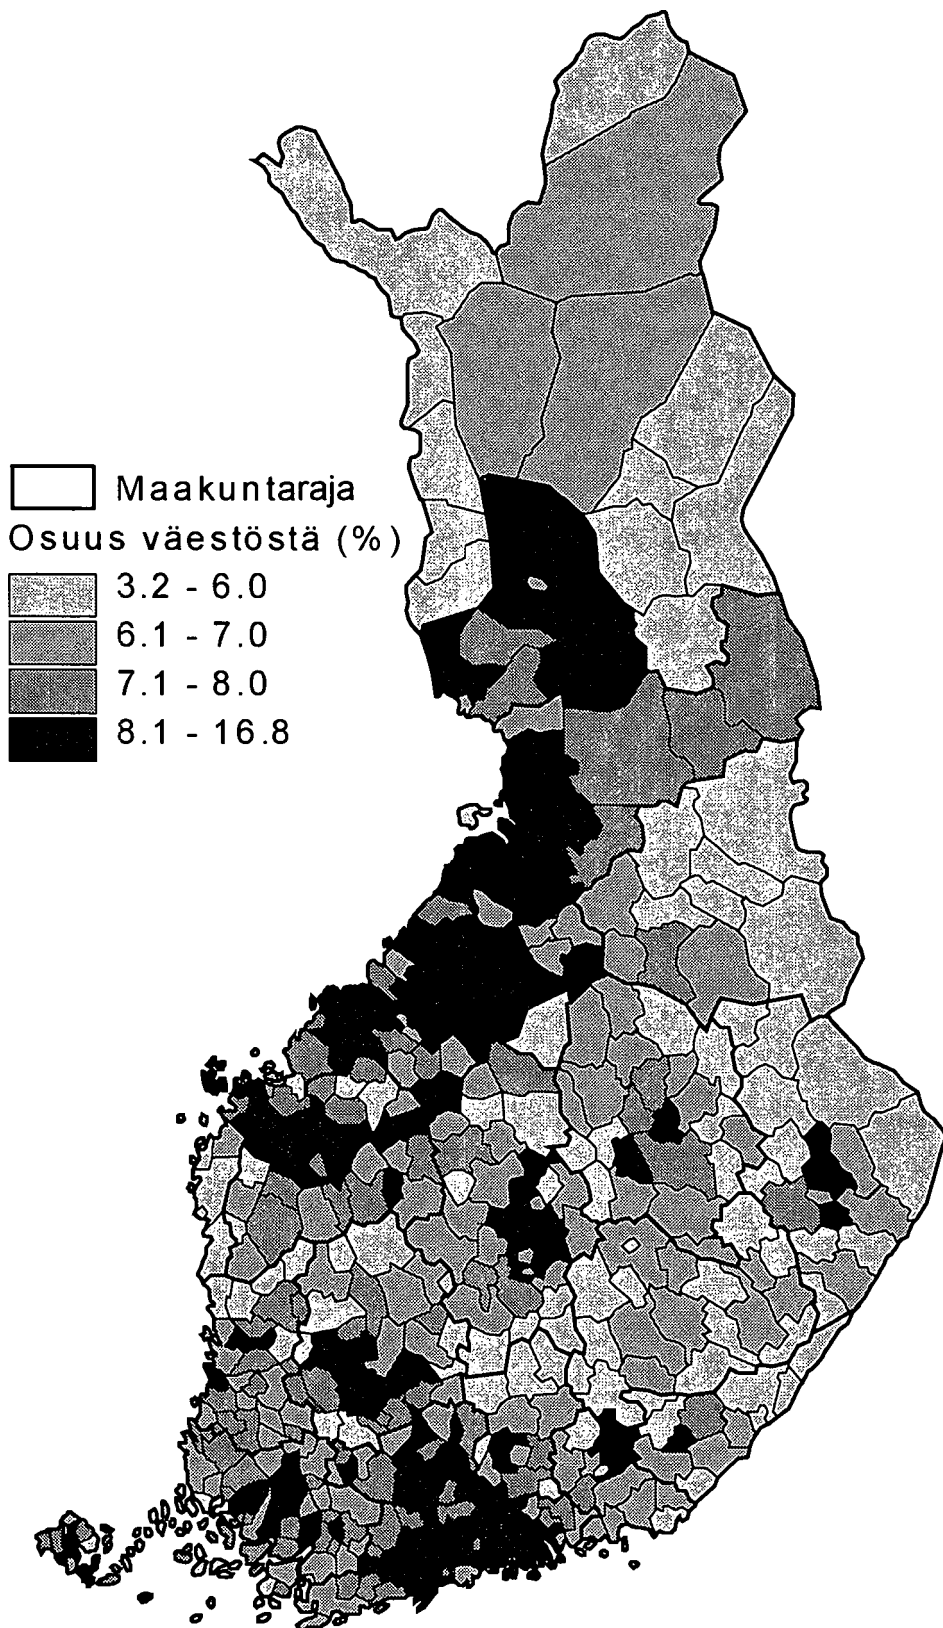 Maakuntaraja
Osuus väestöstä (%)
3.2 - 6.0
6.1 - 7.0
7.1 - 8.0
8.1 - 16.8